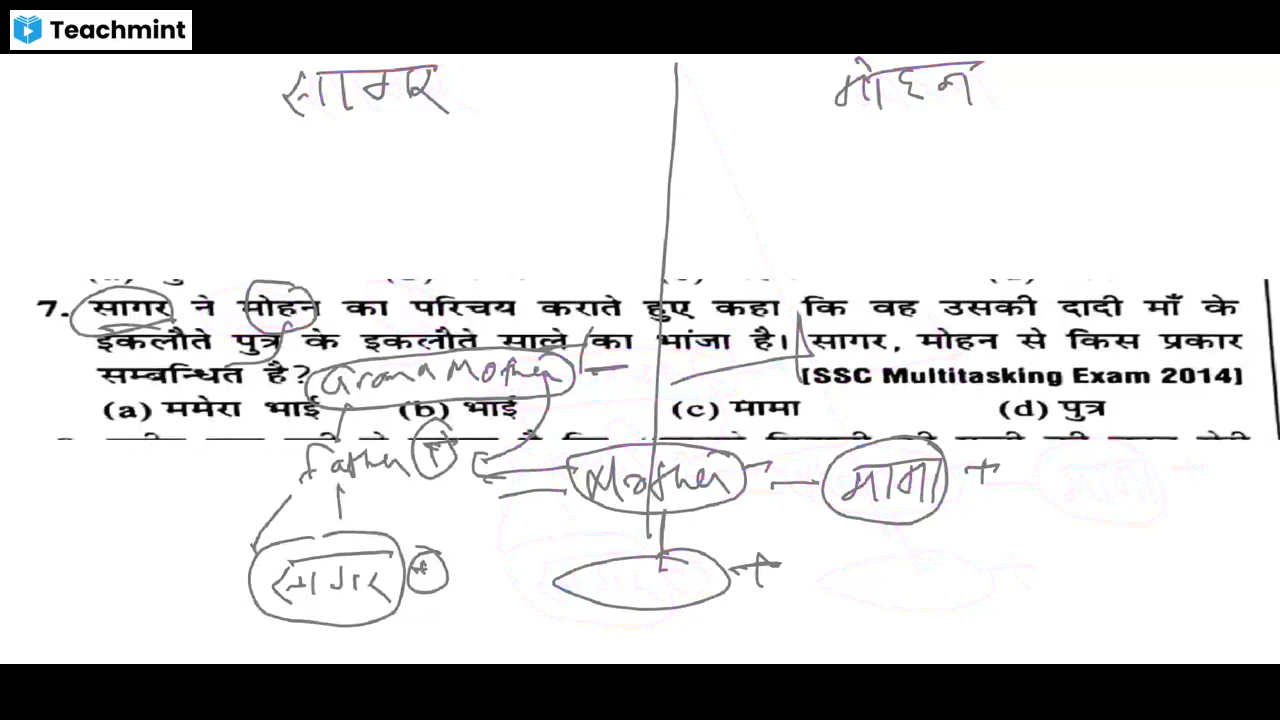 Teachmint
सागर
मोहन
7. सागर ने मोहन का परिचय कराते हुए कहा कि वह उसकी दादी माँ के
इकलौते पुत्र के इकलौते साले का भांजा है। सागर, मोहन से किस प्रकार
सम्बन्धित है? [SSC Multitasking Exam 2014]
Grand Mother -
(a) ममेरा भाई (b) भाई (c) मामा (d) पुत्र
Father + = Mother - — मामा +
सागर + +